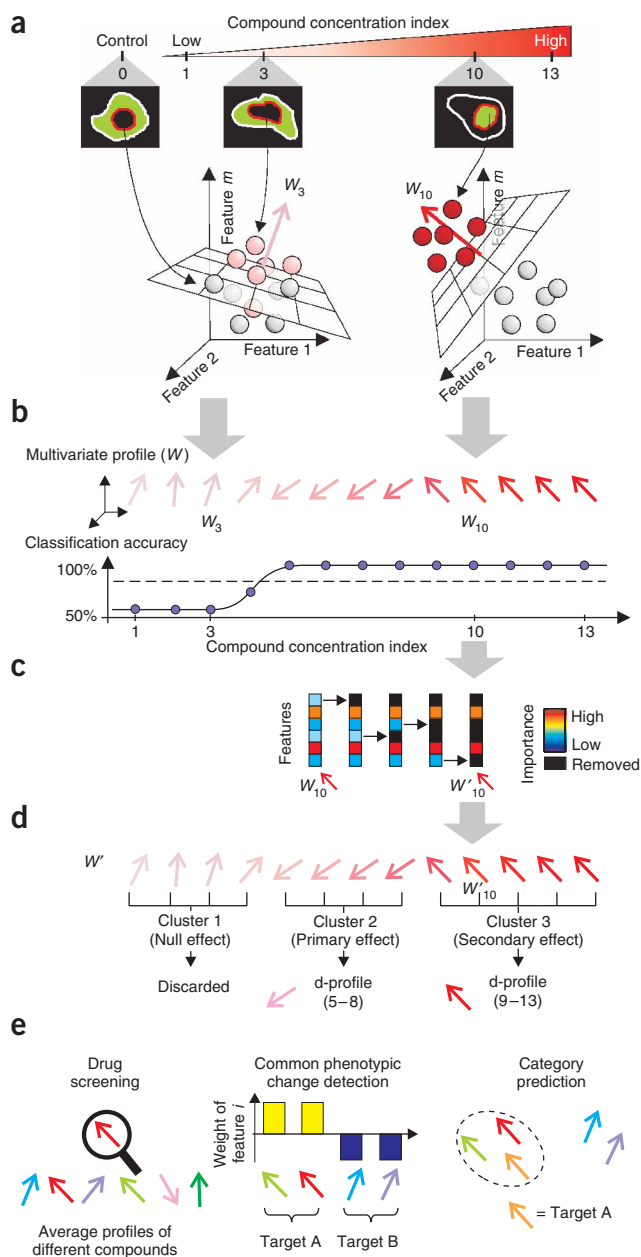 a
Compound concentration index
Control
Low
High
0
1
3
10
13
W3
W10
Feature m
Feature m
Feature 1
Feature 2
Feature 1
Feature 2
b
Multivariate profile (W)
W3
W10
Classification accuracy
100%
50%
1
3
10
13
Compound concentration index
c
Features
W10
W'10
Importance
High
Low
Removed
d
W'
W'10
Cluster 1
(Null effect)
Cluster 2
(Primary effect)
Cluster 3
(Secondary effect)
Discarded
d-profile
(5–8)
d-profile
(9–13)
e
Drug
screening
Common phenotypic
change detection
Category
prediction
Weight of
feature i
Average profiles of
different compounds
Target A
Target B
= Target A